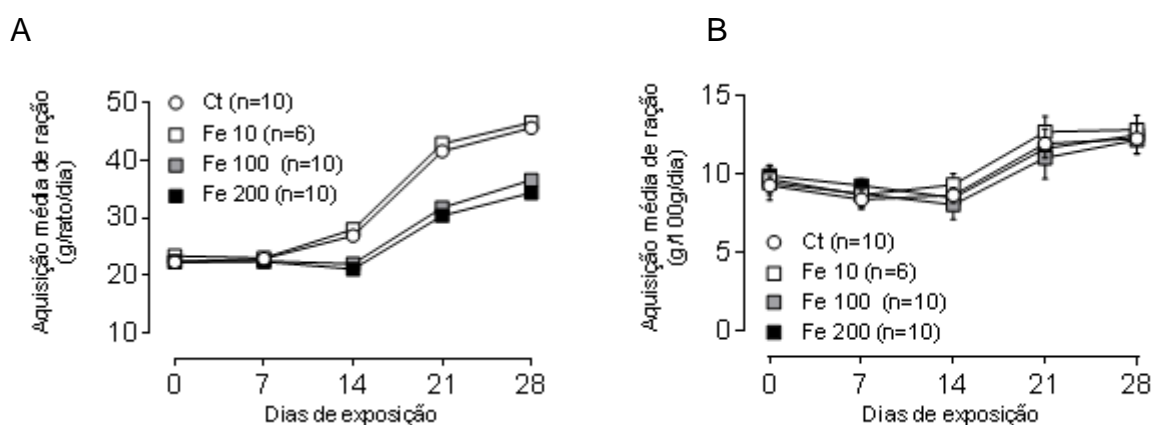 A
Aquisição média de ração
(g/rato/dia)
50
40
30
20
10
Ct (n=10)
Fe 10 (n=6)
Fe 100 (n=10)
Fe 200 (n=10)
0 7 14 21 28
Dias de exposição
B
Aquisição média de ração
(g/100g/dia)
15
10
5
0
Ct (n=10)
Fe 10 (n=6)
Fe 100 (n=10)
Fe 200 (n=10)
0 7 14 21 28
Dias de exposição